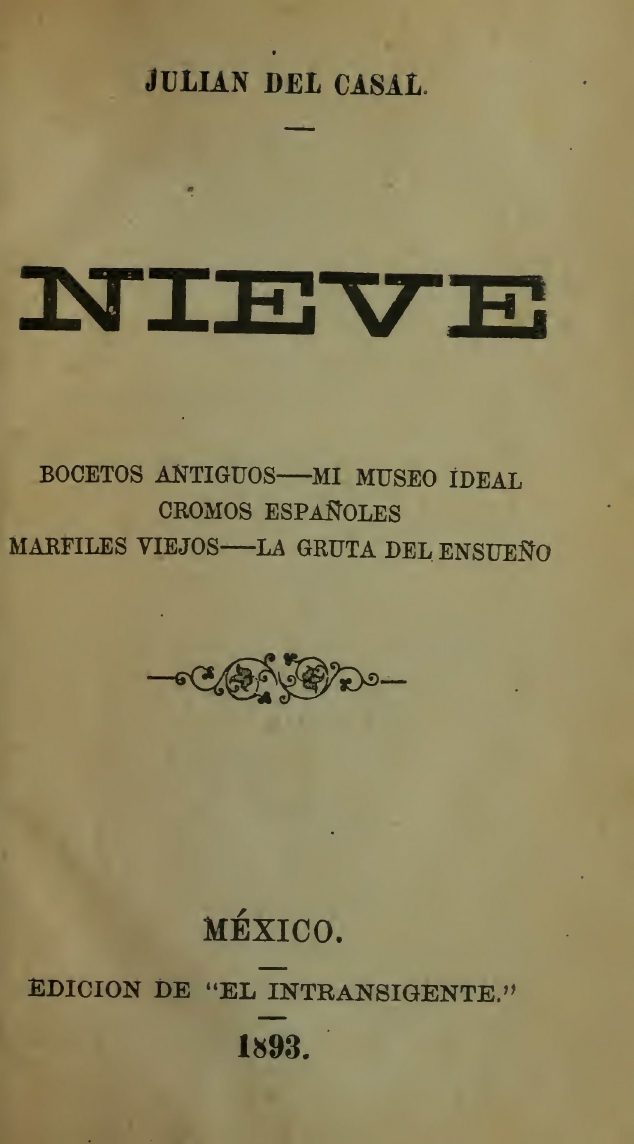 JULIAN DEL CASAL.
NIEVE
BOCETOS ANTIGUOS—MI MUSEO IDEAL
CROMOS ESPAÑOLES
MARFILES VIEJOS—LA GRUTA DEL ENSUEÑO
MÉXICO.
EDICION DE “EL INTRANSIGENTE.”
1893.